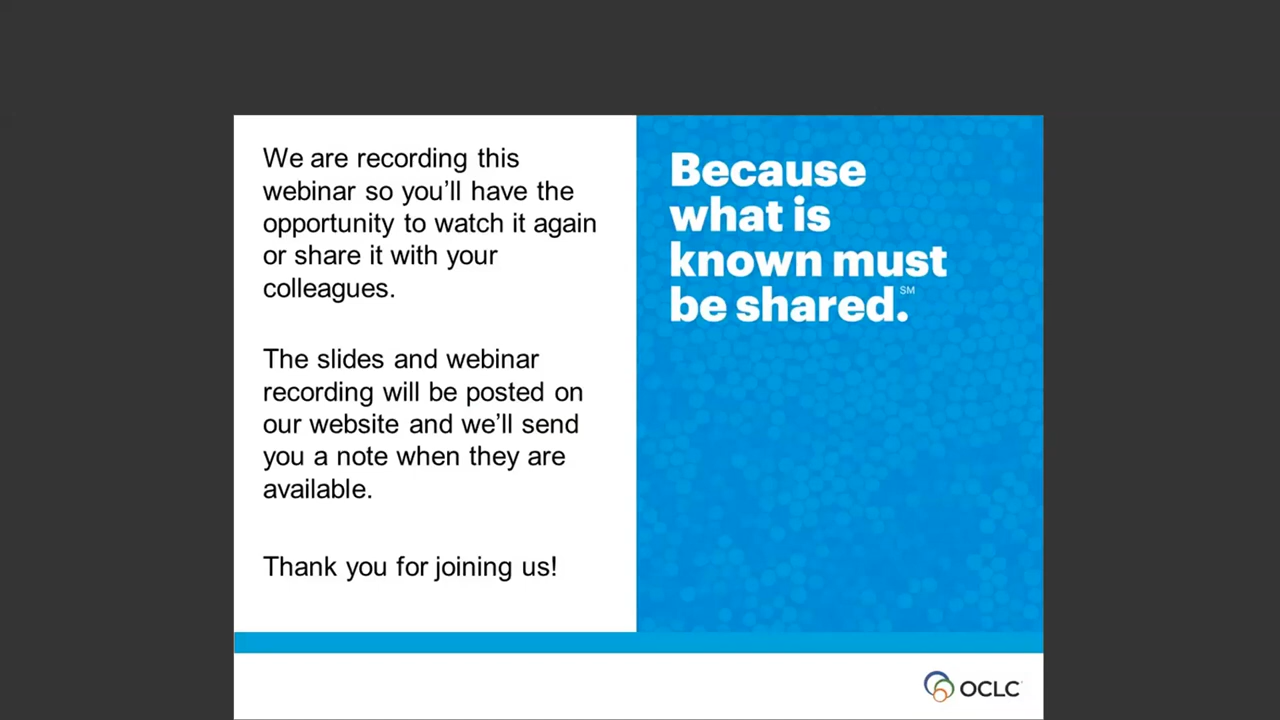 We are recording this
webinar so you’ll have the
opportunity to watch it again
or share it with your
colleagues.
The slides and webinar
recording will be posted on
our website and we’ll send
you a note when they are
available.
Thank you for joining us!
Because
what is
known must
be shared.℠
OCLC